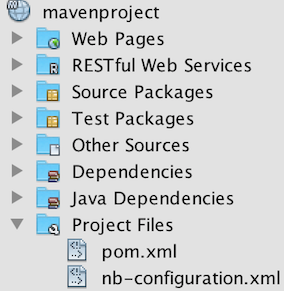 mavenproject
Web Pages
RESTful Web Services
Source Packages
Test Packages
Other Sources
Dependencies
Java Dependencies
Project Files
pom.xml
nb-configuration.xml